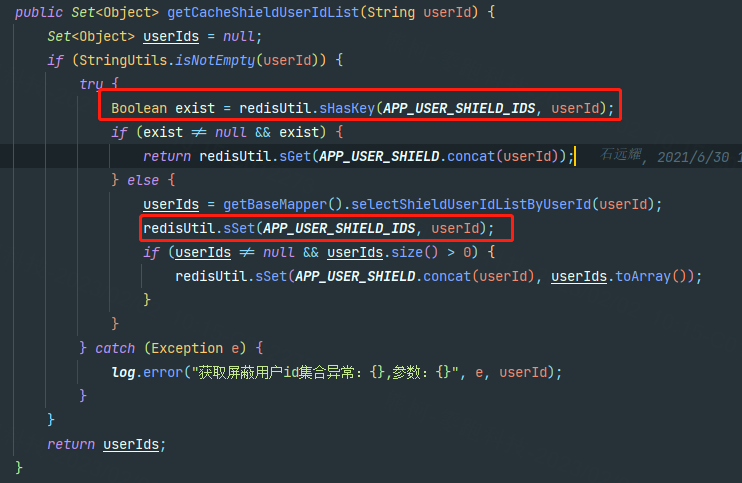 public Set<Object> getCacheShieldUserIdList(String userId) {
Set<Object> userIds = null;
if (StringUtils.isNotEmpty(userId)) {
try {
Boolean exist = redisUtil.sHasKey(APP_USER_SHIELD_IDS, userId);
if (exist ≠ null && exist) {
return redisUtil.sGet(APP_USER_SHIELD.concat(userId)); 石远耀, 2021/6/30 1
} else {
userIds = getBaseMapper().selectShieldUserIdListByUserId(userId);
redisUtil.sSet(APP_USER_SHIELD_IDS, userId);
if (userIds ≠ null && userIds.size() > 0) {
redisUtil.sSet(APP_USER_SHIELD.concat(userId), userIds.toArray());
}
}
} catch (Exception e) {
log.error("获取屏蔽用户id集合异常：{},参数：{}", e, userId);
}
}
return userIds;
}